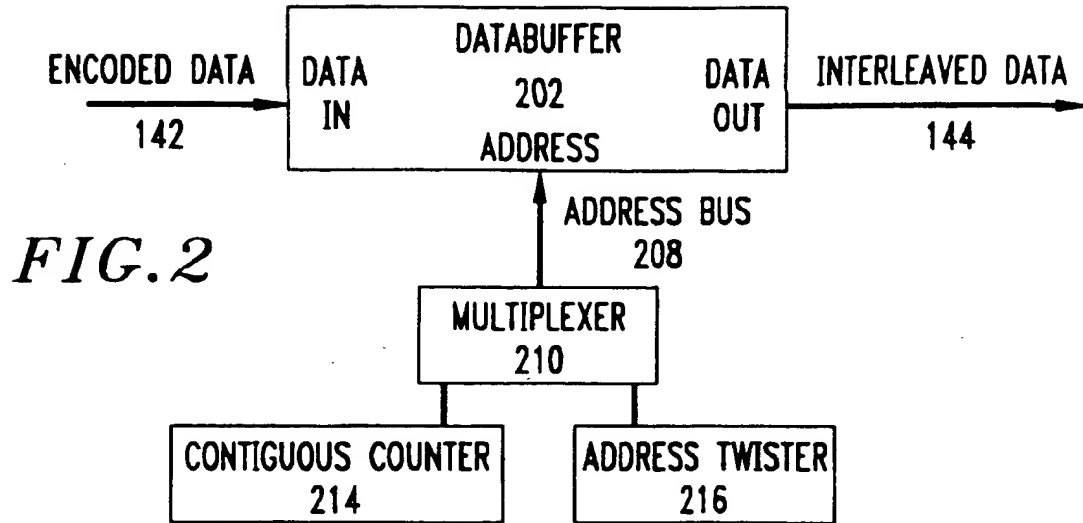 ENCODED DATA
142
DATA IN
DATABUFFER
202
ADDRESS
DATA OUT
INTERLEAVED DATA
144
ADDRESS BUS
208
FIG.2
MULTIPLEXER
210
CONTIGUOUS COUNTER
214
ADDRESS TWISTER
216